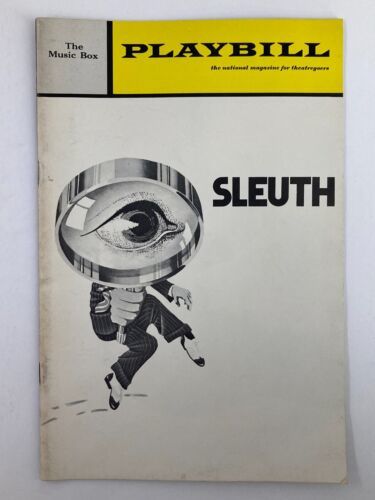 The
Music Box
PLAYBILL
the national magazine for theatregoers
SLEUTH